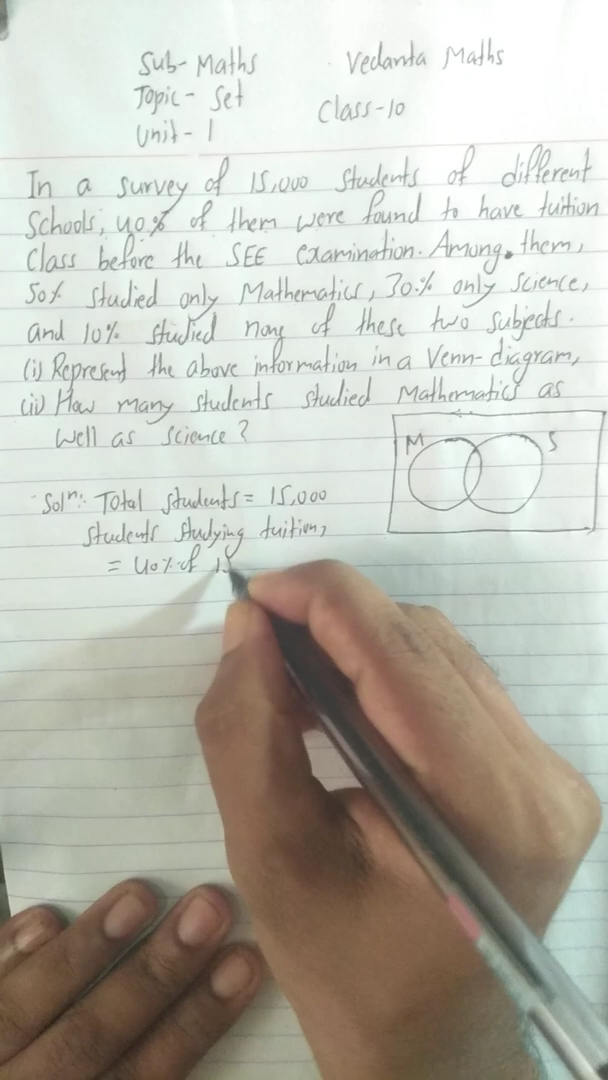 Sub- Maths Vedanta Maths
Topic- Set Class-10
Unit- 1
In a survey of 15,000 students of different
Schools, 40% of them were found to have tuition
Class before the SEE examination. Among them,
50% studied only Mathematics, 30% only science,
and 10% studied none of these two subjects.
(i) Represent the above information in a Venn-diagram,
(ii) How many students studied Mathematics as
well as science?
M S
Solⁿ: Total students = 15,000
students studying tuition,
= 40% of 15